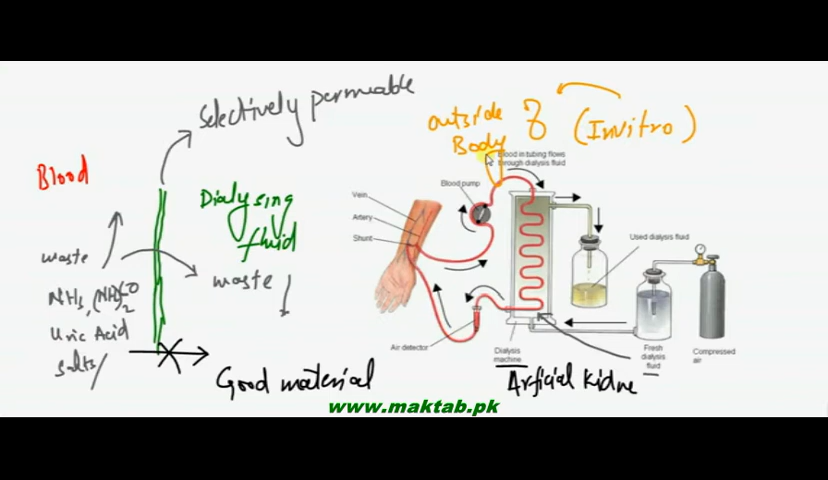 Selectively permeable
Blood
Dialysing
fluid
waste
NH3, (NH2)2CO
Uric Acid
salts/
waste
Good material
outside
Body
(Invitro)
Blood in tubing flows
through dialysis fluid
Blood pump
Vein
Artery
Shunt
Used dialysis fluid
Air detector
Dialysis
machine
Fresh
dialysis
fluid
Compressed
air
Arficial kidne
www.maktab.pk